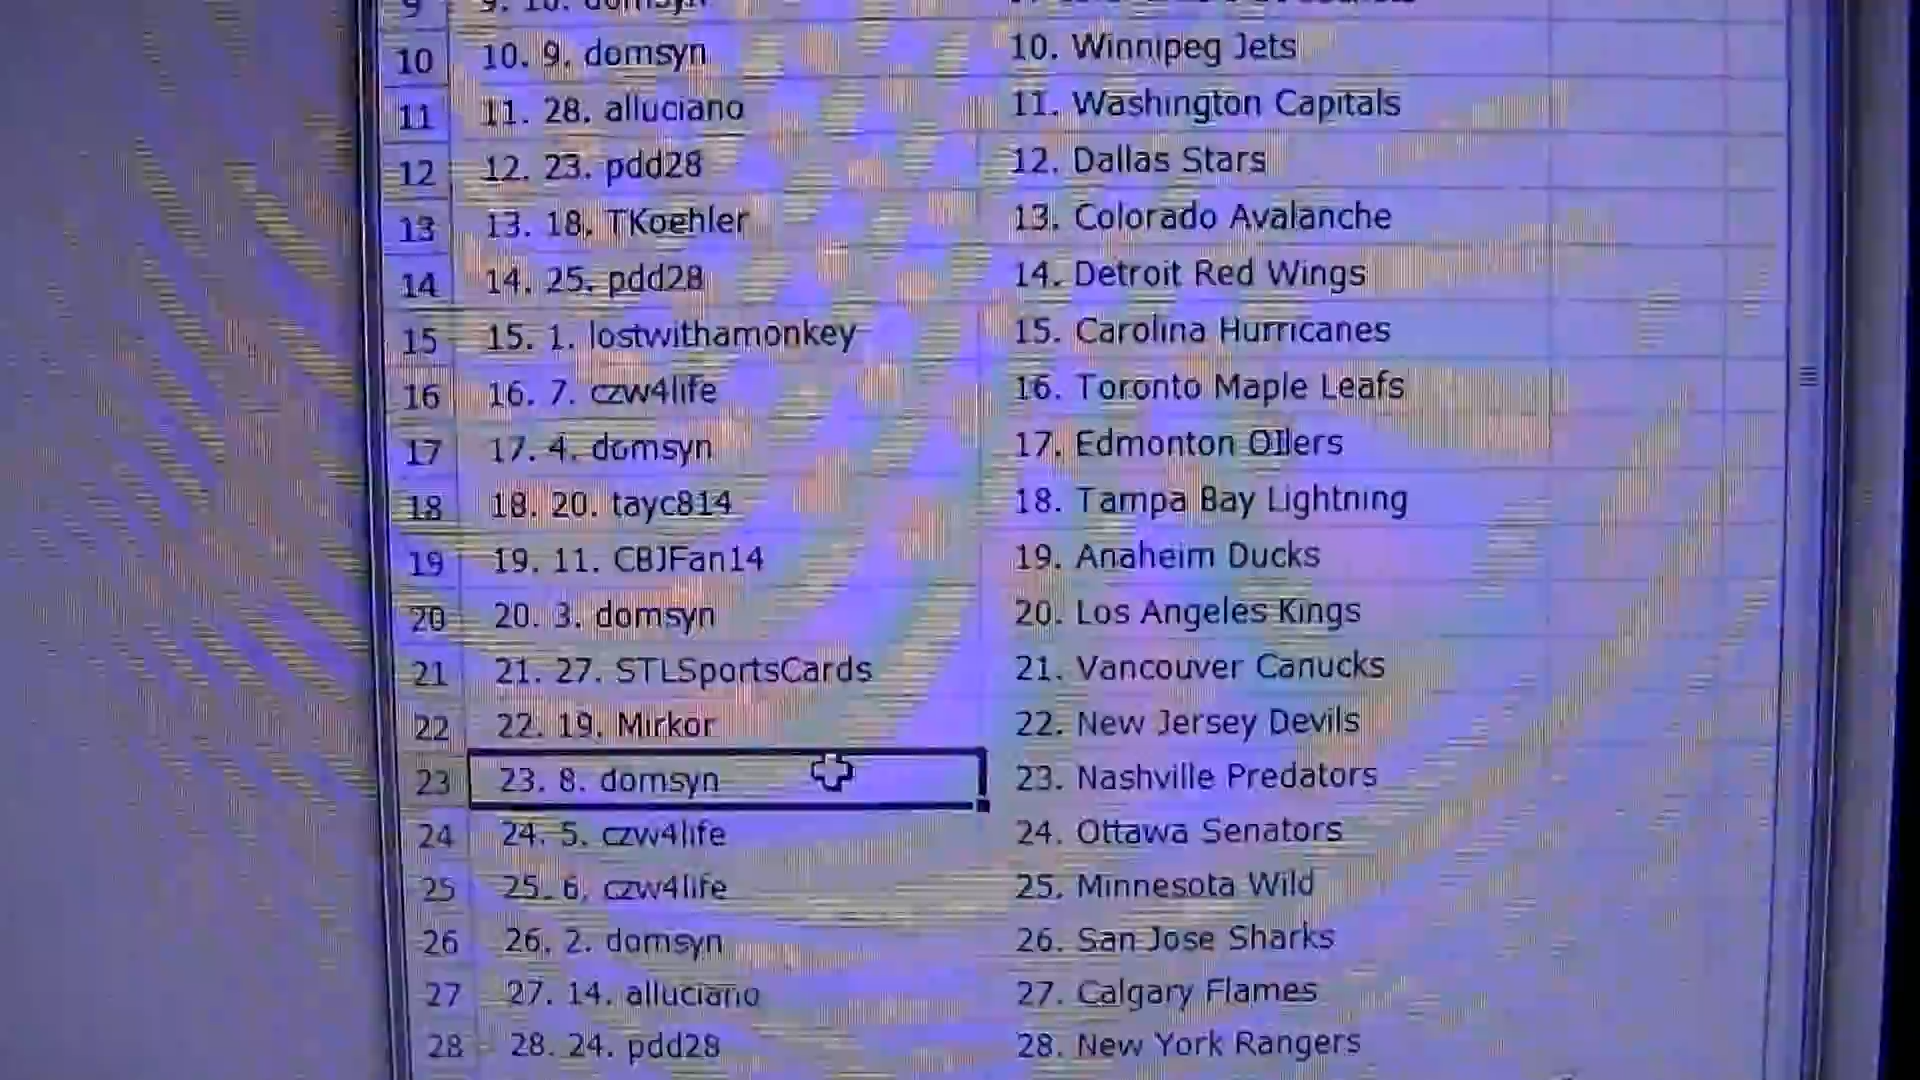 9 9. 10. domsyn
10 10. 9. domsyn 10. Winnipeg Jets
11 11. 28. alluciano 11. Washington Capitals
12 12. 23. pdd28 12. Dallas Stars
13 13. 18. TKoehler 13. Colorado Avalanche
14 14. 25. pdd28 14. Detroit Red Wings
15 15. 1. lostwithamonkey 15. Carolina Hurricanes
16 16. 7. czw4life 16. Toronto Maple Leafs
17 17. 4. domsyn 17. Edmonton Oilers
18 18. 20. tayc814 18. Tampa Bay Lightning
19 19. 11. CBJFan14 19. Anaheim Ducks
20 20. 3. domsyn 20. Los Angeles Kings
21 21. 27. STLSportsCards 21. Vancouver Canucks
22 22. 19. Mirkor 22. New Jersey Devils
23 23. 8. domsyn 23. Nashville Predators
24 24. 5. czw4life 24. Ottawa Senators
25 25. 6. czw4life 25. Minnesota Wild
26 26. 2. domsyn 26. San Jose Sharks
27 27. 14. alluciano 27. Calgary Flames
28 28. 24. pdd28 28. New York Rangers